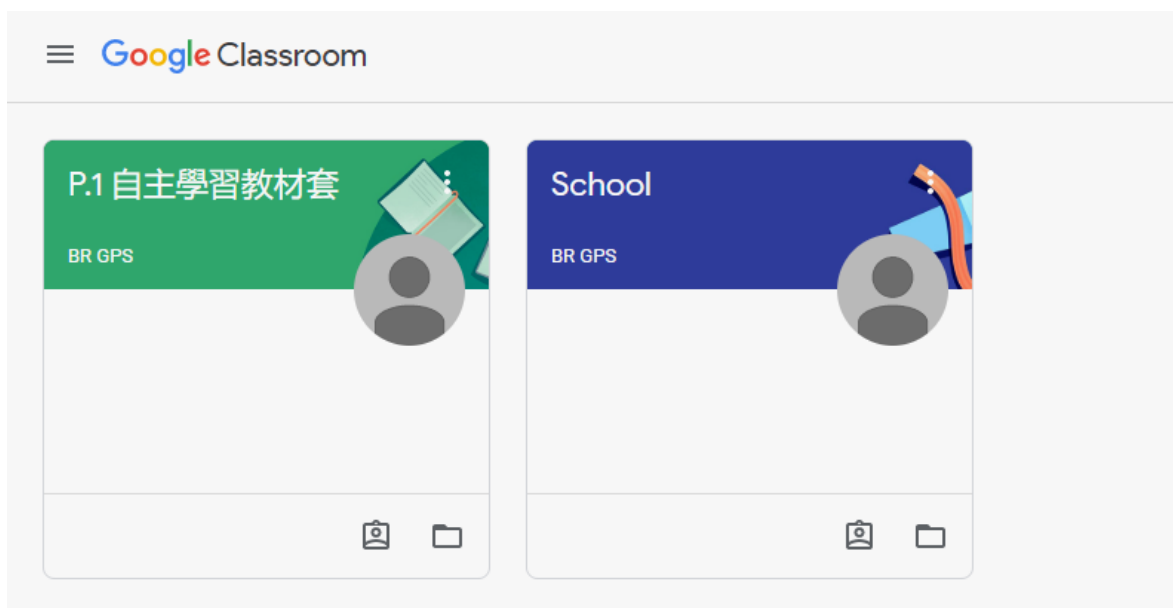 Google Classroom
P.1 自主學習教材套
BR GPS
School
BR GPS